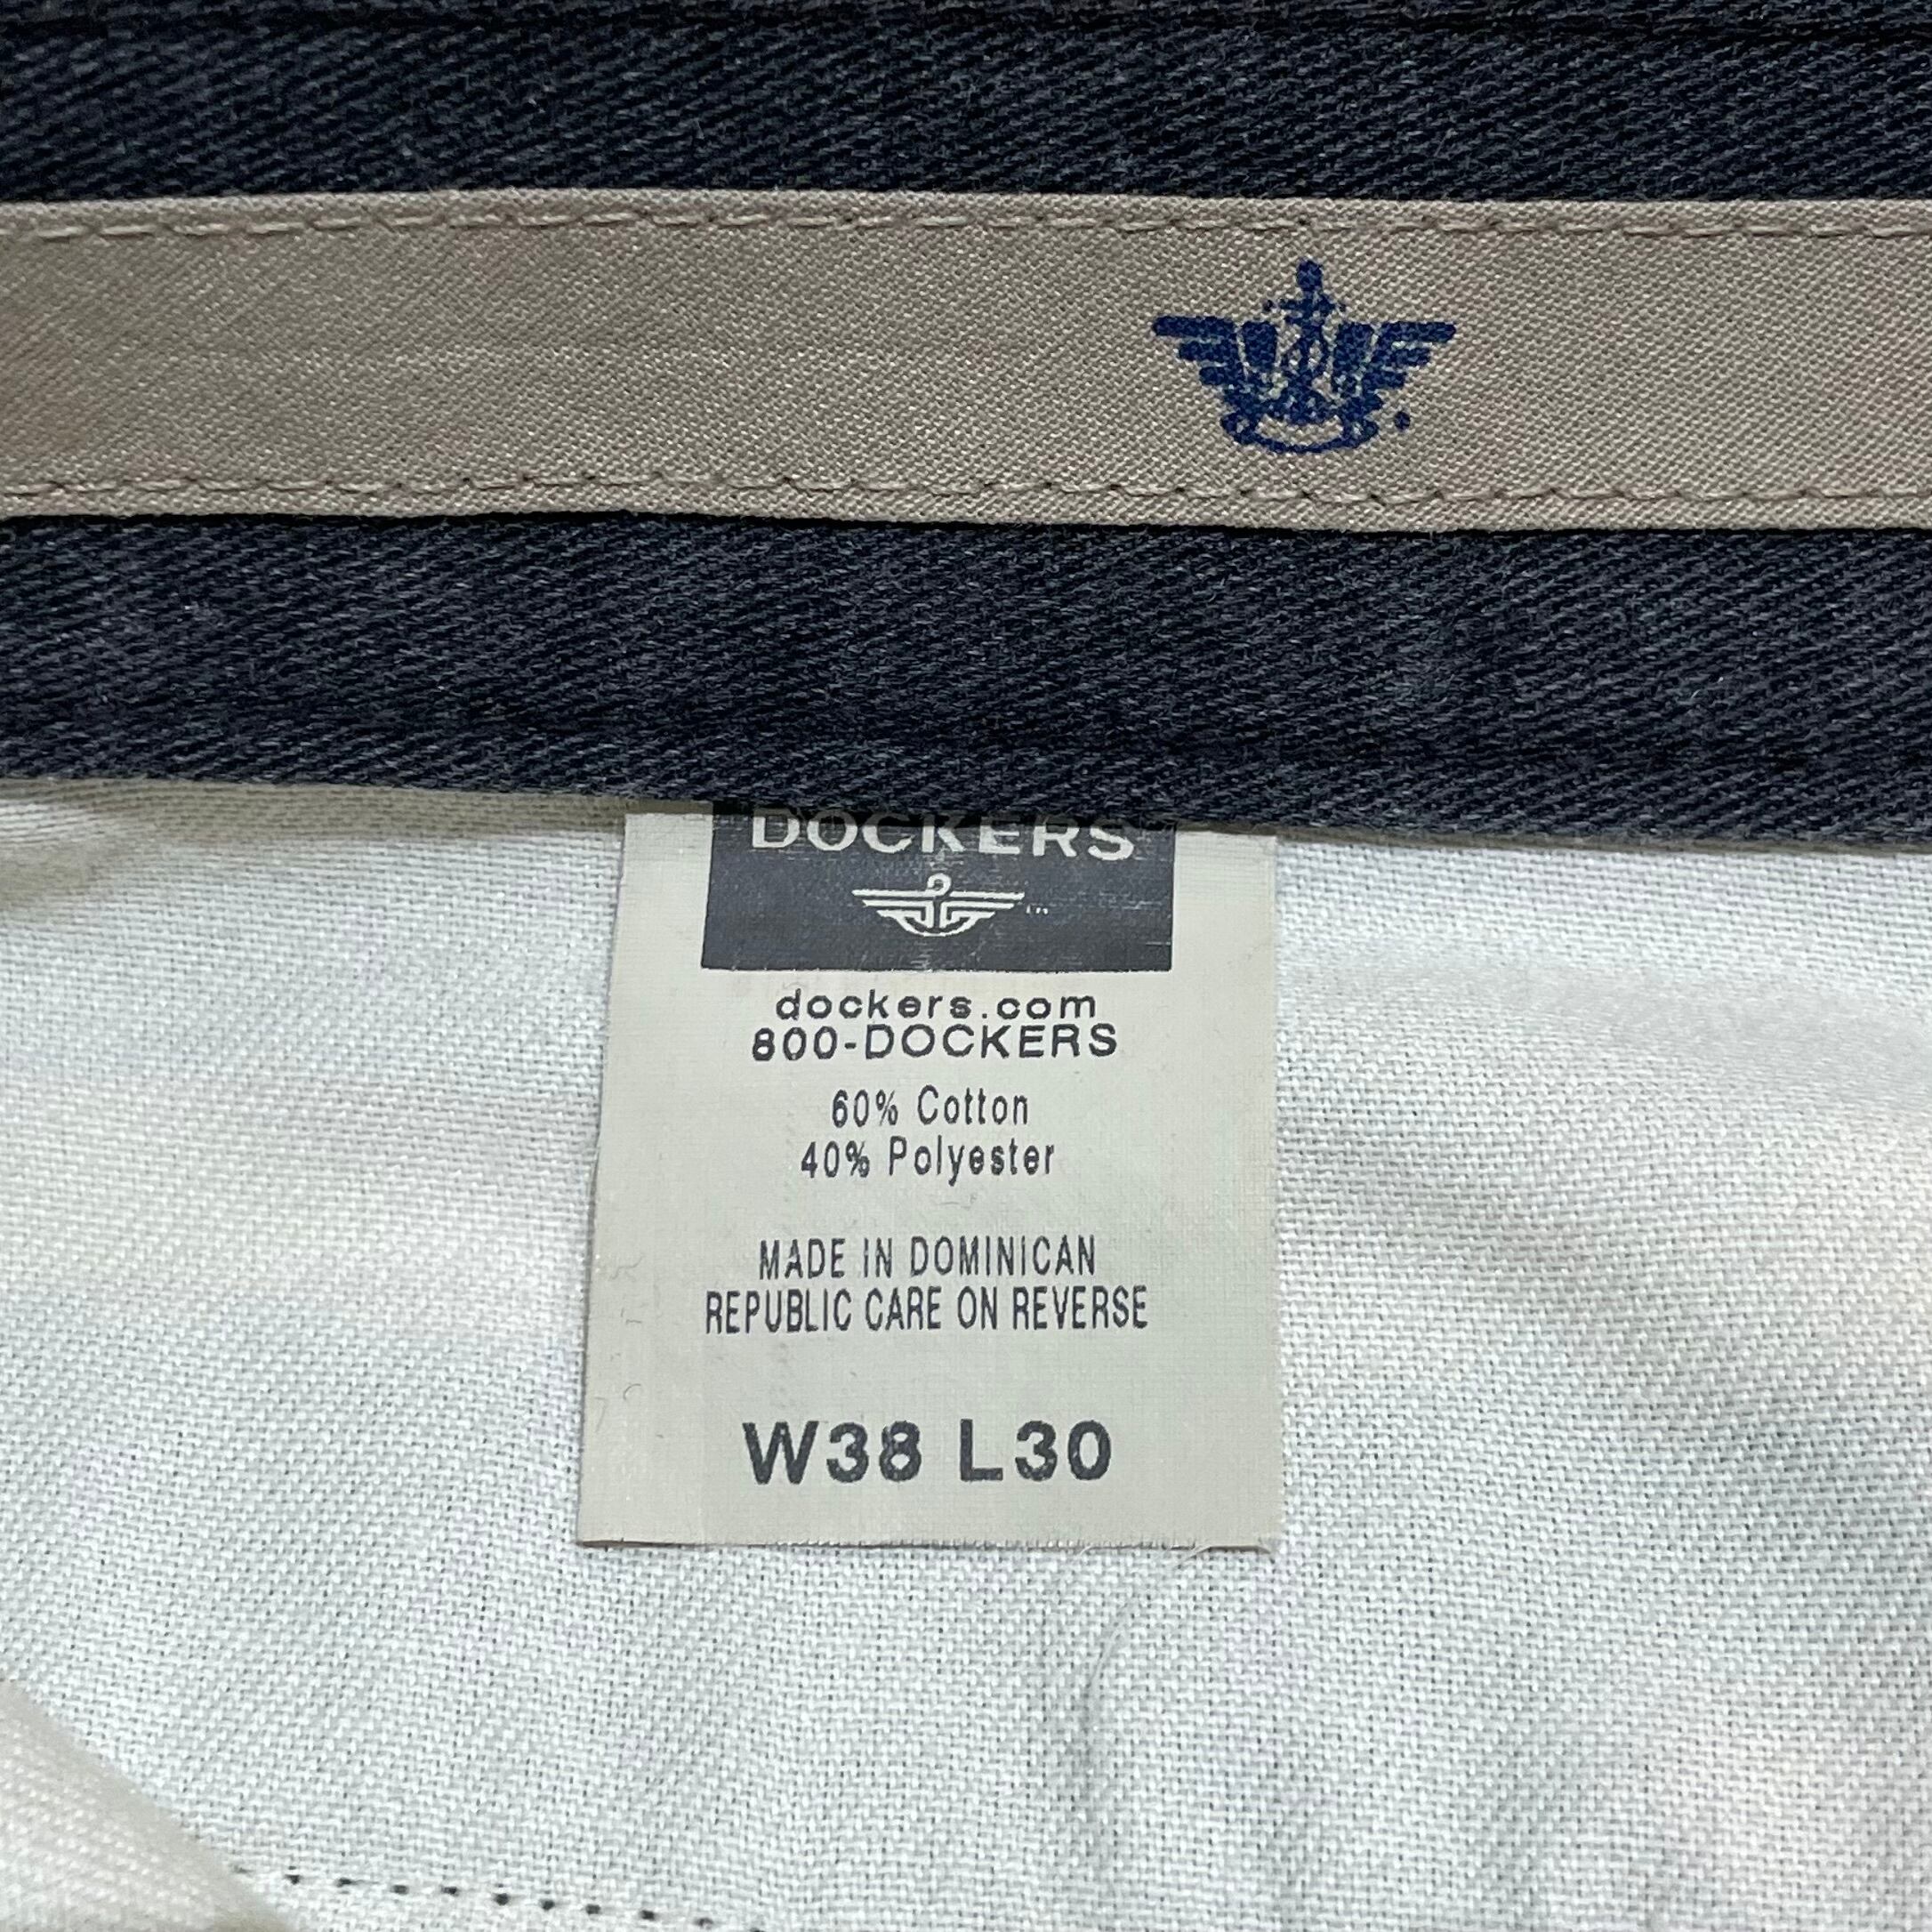 DOCKERS
dockers.com
800-DOCKERS
60% Cotton
40% Polyester
MADE IN DOMINICAN
REPUBLIC CARE ON REVERSE
W38 L30